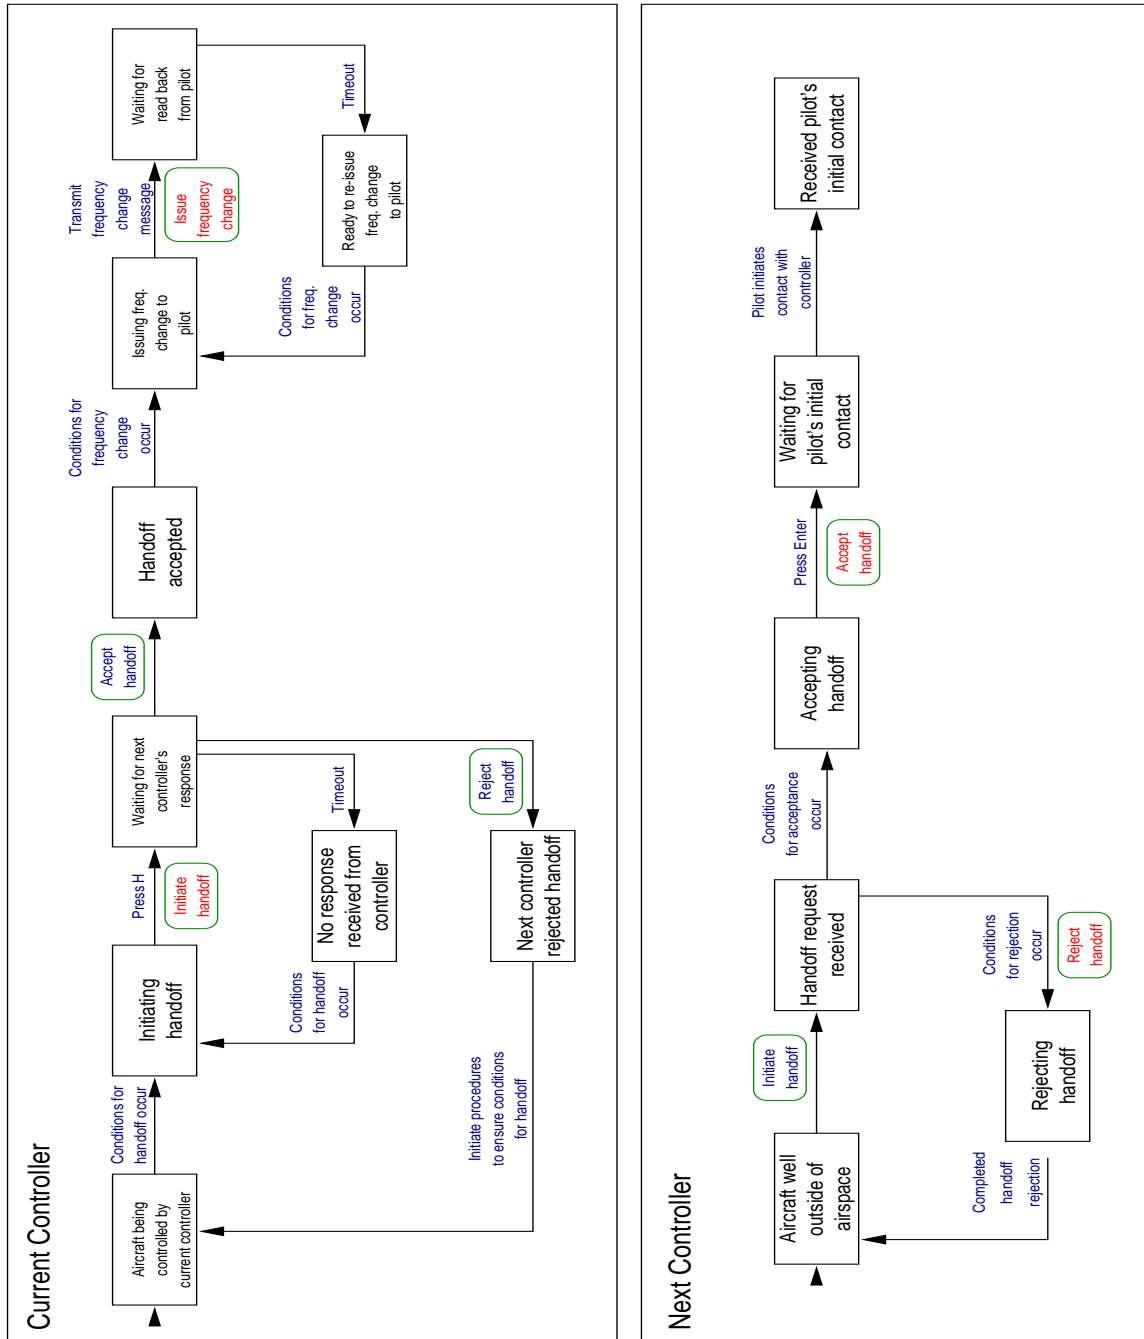 Current Controller
Aircraft being
controlled by
current controller
Conditions for
handoff occur
Initiating
handoff
Press H
Initiate
handoff
Waiting for next
controller's
response
Accept
handoff
Handoff
accepted
Conditions for
frequency
change
occur
Issuing freq.
change to
pilot
Transmit
frequency
change
message
Issue
frequency
change
Waiting for
read back
from pilot
Timeout
Ready to re-issue
freq. change
to pilot
Conditions
for freq.
change
occur
Timeout
No response
received from
controller
Conditions
for handoff
occur
Reject
handoff
Next controller
rejected handoff
Initiate procedures
to ensure conditions
for handoff
Next Controller
Aircraft well
outside of
airspace
Initiate
handoff
Handoff request
received
Conditions
for acceptance
occur
Accepting
handoff
Press Enter
Accept
handoff
Waiting for
pilot's initial
contact
Pilot initiates
contact with
controller
Received pilot's
initial contact
Conditions
for rejection
occur
Reject
handoff
Rejecting
handoff
Completed
handoff
rejection